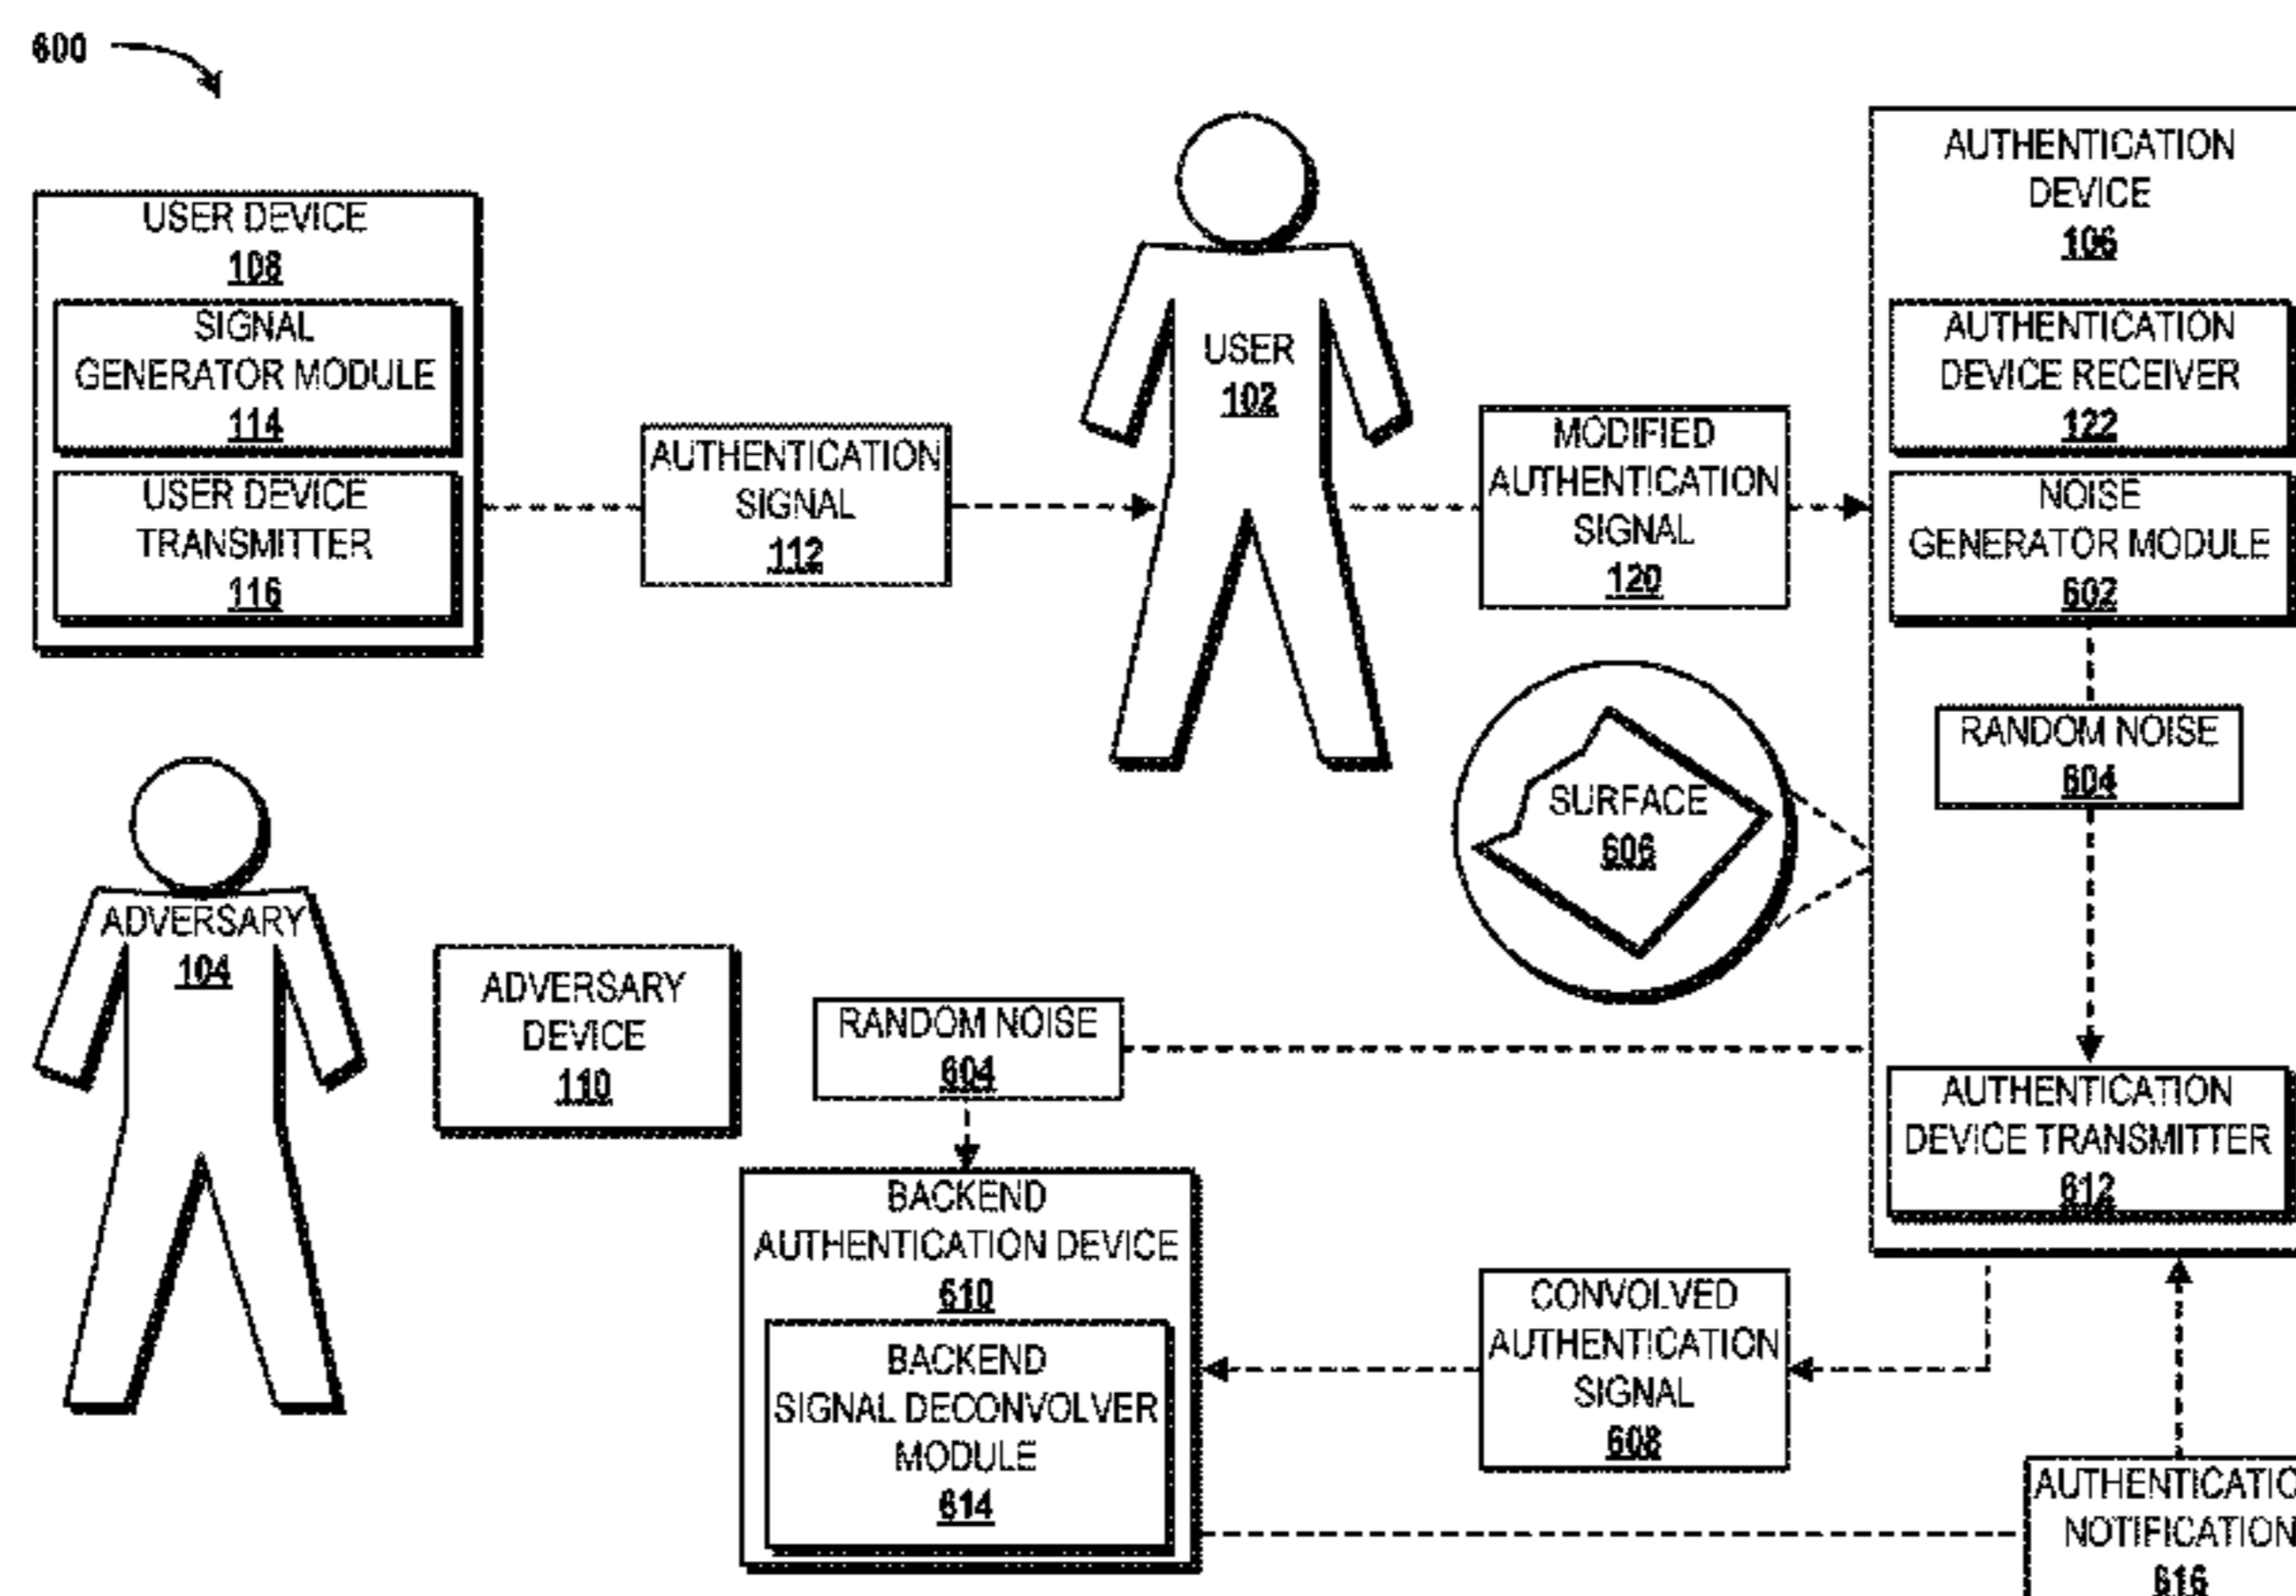 600
USER DEVICE
108
SIGNAL
GENERATOR MODULE
114
USER DEVICE
TRANSMITTER
116
AUTHENTICATION
SIGNAL
112
USER
102
MODIFIED
AUTHENTICATION
SIGNAL
120
AUTHENTICATION
DEVICE
106
AUTHENTICATION
DEVICE RECEIVER
122
NOISE
GENERATOR MODULE
602
RANDOM NOISE
604
SURFACE
606
AUTHENTICATION
DEVICE TRANSMITTER
612
ADVERSARY
104
ADVERSARY
DEVICE
110
RANDOM NOISE
604
BACKEND
AUTHENTICATION DEVICE
610
BACKEND
SIGNAL DECONVOLVER
MODULE
614
CONVOLVED
AUTHENTICATION
SIGNAL
608
NOTIFICATION
616